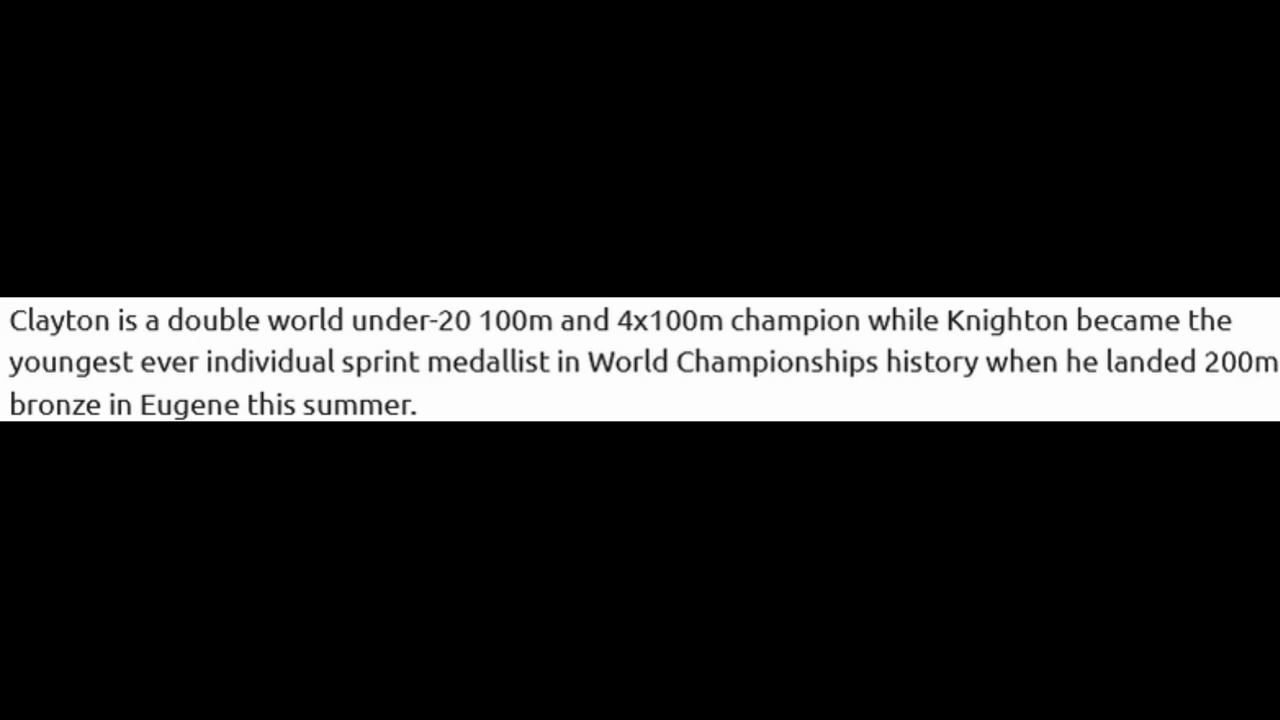 Clayton is a double world under-20 100m and 4x100m champion while Knighton became the
youngest ever individual sprint medallist in World Championships history when he landed 200m
bronze in Eugene this summer.